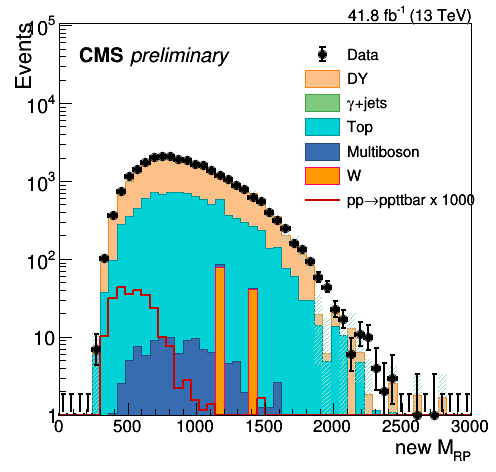 41.8 fb⁻¹ (13 TeV)
Events
10⁵
10⁴
10³
10²
10
1
CMS preliminary
Data
DY
γ+jets
Top
Multiboson
W
pp→ppttbar x 1000
0 500 1000 1500 2000 2500 3000
new M_RP